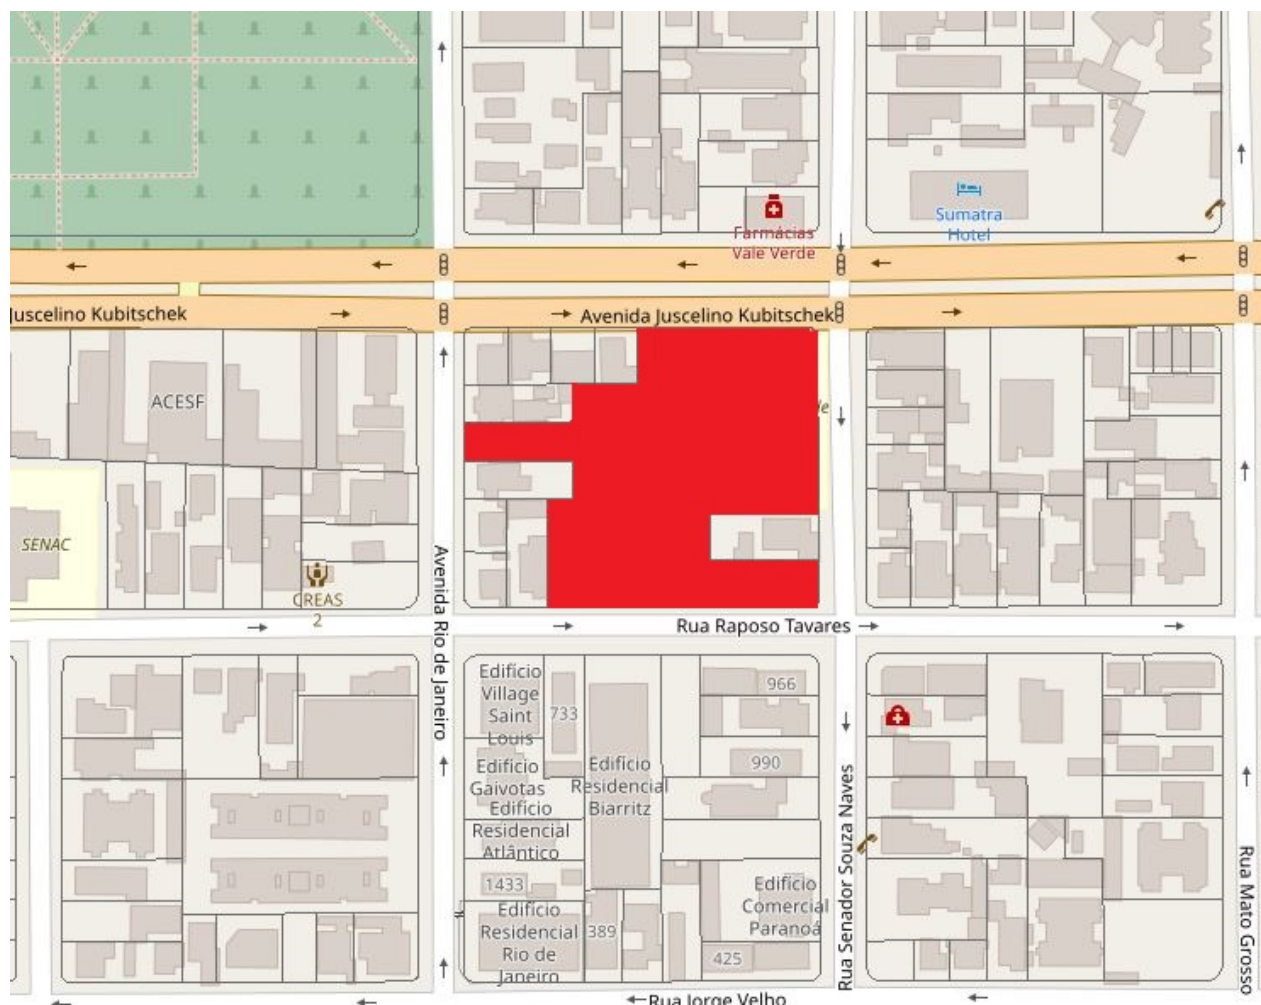 Farmácias
Vale Verde
Sumatra
Hotel
Juscelino Kubitschek
Avenida Juscelino Kubitschek
ACESF
SENAC
CREAS
2
Avenida Rio de Janeiro
Rua Raposo Tavares
Edifício
Village
Saint
Louis
733
966
Edifício
Gaivotas
Edifício
Residencial
Biarritz
990
Edifício
Residencial
Atlântico
1433
Edifício
Residencial
Rio de
Janeiro
389
Edifício
Comercial
Paranoá
425
Rua Senador Souza Naves
Rua Mato Grosso
Rua Jorge Velho